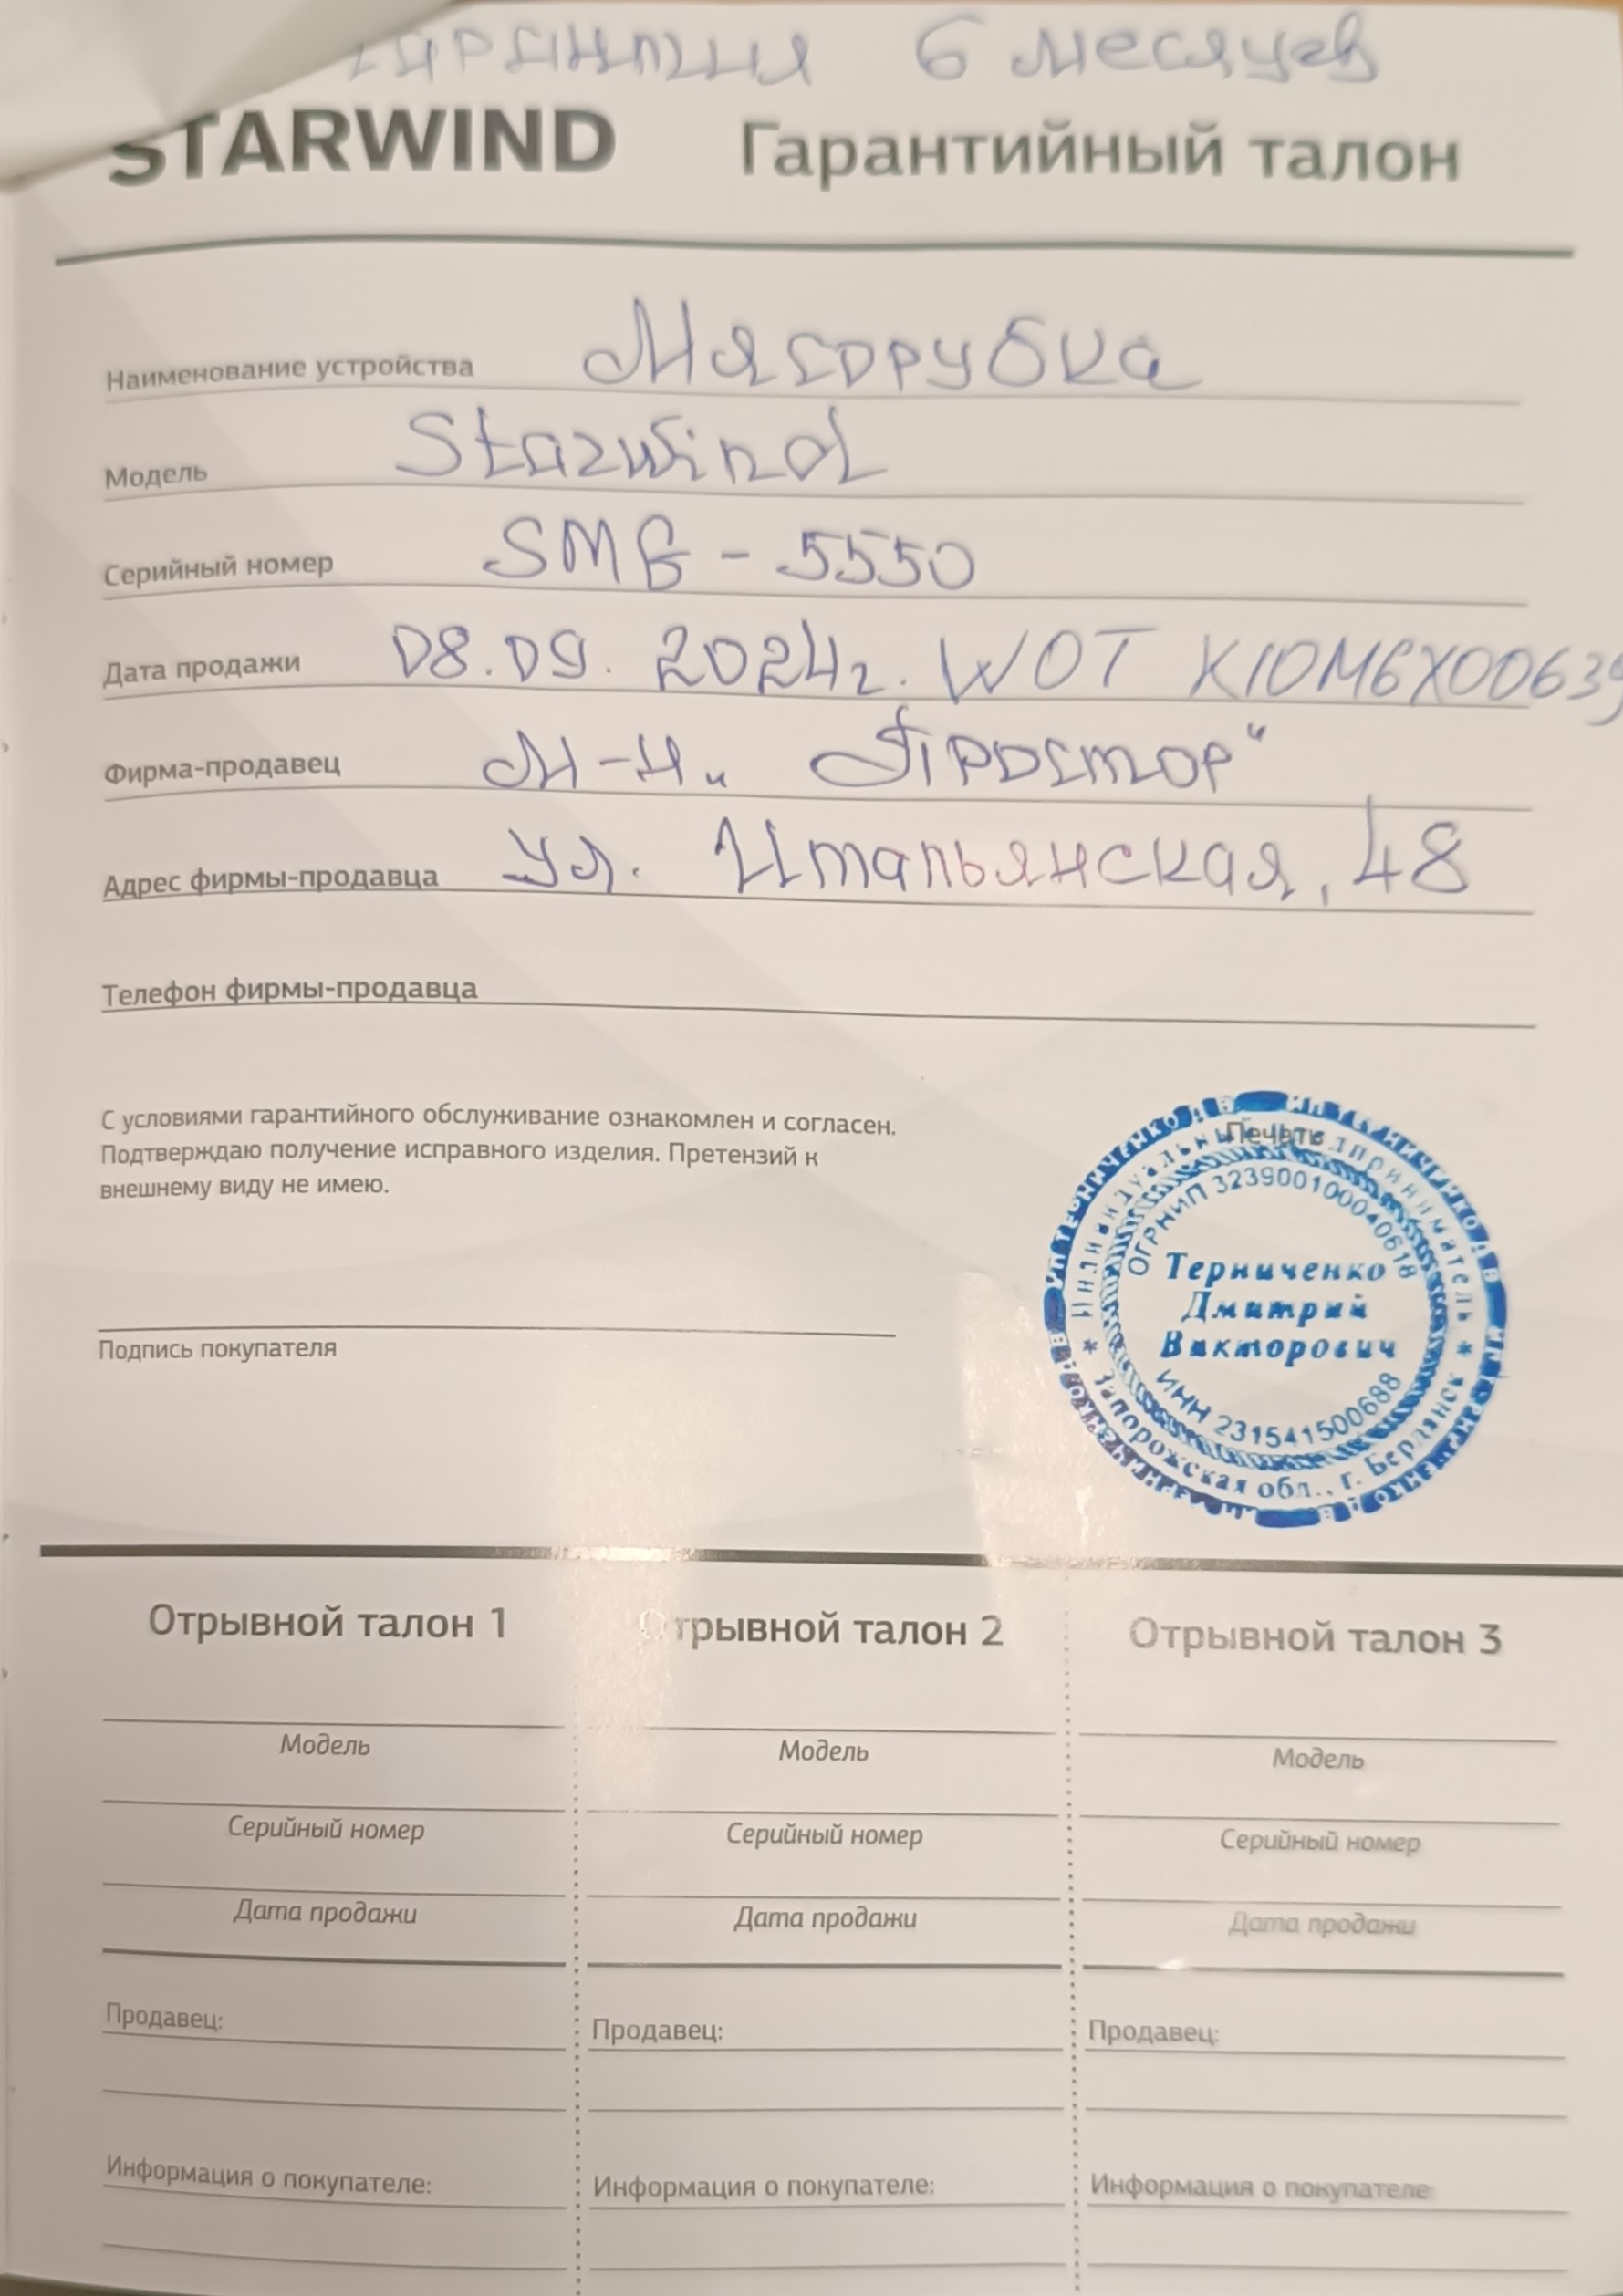 Гарантия 6 месяцев
STARWIND Гарантийный талон
Наименование устройства Мясорубка
Модель Starwind
Серийный номер SMG - 5550
Дата продажи 08.09.2024г. WOT K10M6X00639
Фирма-продавец М-н „Простор“
Адрес фирмы-продавца ул. Итальянская, 48
Телефон фирмы-продавца
С условиями гарантийного обслуживание ознакомлен и согласен.
Подтверждаю получение исправного изделия. Претензий к
внешнему виду не имею.
Подпись покупателя
Печать
Индивидуальный предприниматель
ОГРНИП 323900100040618
Терниченко
Дмитрий
Викторович
ИНН 231541500688
* Запорожская обл., г. Бердянск *
Отрывной талон 1 Отрывной талон 2 Отрывной талон 3
Модель Модель Модель
Серийный номер Серийный номер Серийный номер
Дата продажи Дата продажи Дата продажи
Продавец: Продавец: Продавец:
Информация о покупателе: Информация о покупателе: Информация о покупателе: